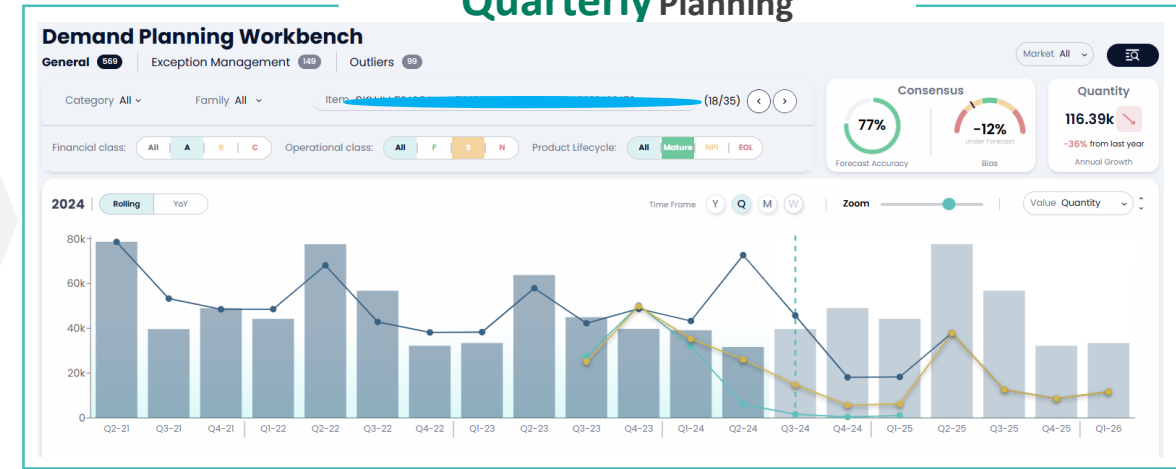 Quarterly Planning
Demand Planning Workbench
General 569 Exception Management 149 Outliers 99
Market All
Category All Family All Item (18/35)
Financial class: All A B C Operational class: All F S N Product Lifecycle: All Mature NPI EOL
Consensus
77%
Forecast Accuracy
-12%
Under Forecast
Bias
Quantity
116.39k
-36% from last year
Annual Growth
2024 Rolling YoY Time Frame Y Q M W Zoom Value Quantity
80k
60k
40k
20k
0
Q2-21 Q3-21 Q4-21 Q1-22 Q2-22 Q3-22 Q4-22 Q1-23 Q2-23 Q3-23 Q4-23 Q1-24 Q2-24 Q3-24 Q4-24 Q1-25 Q2-25 Q3-25 Q4-25 Q1-26